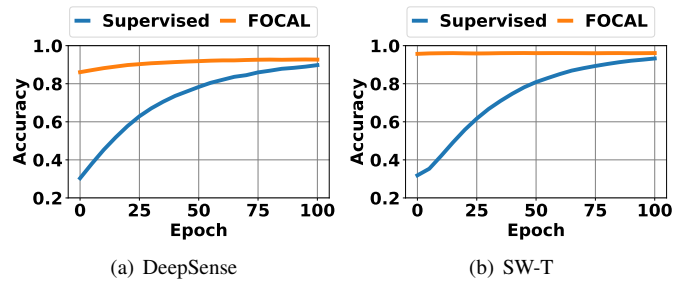 Supervised FOCAL
1.0
0.8
0.6
0.4
0.2
Accuracy
0 25 50 75 100
Epoch
(a) DeepSense
Supervised FOCAL
1.0
0.8
0.6
0.4
0.2
Accuracy
0 25 50 75 100
Epoch
(b) SW-T